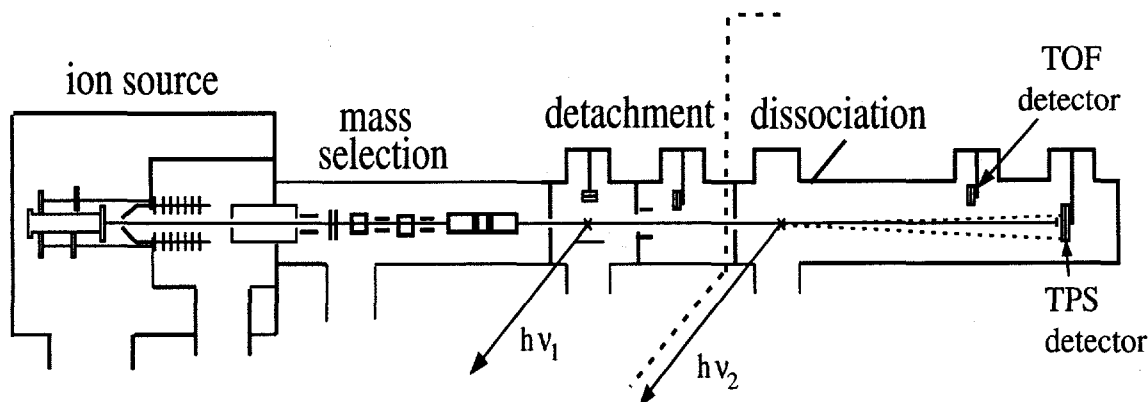 ion source
mass
selection
detachment
dissociation
TOF
detector
hν₁
hν₂
TPS
detector